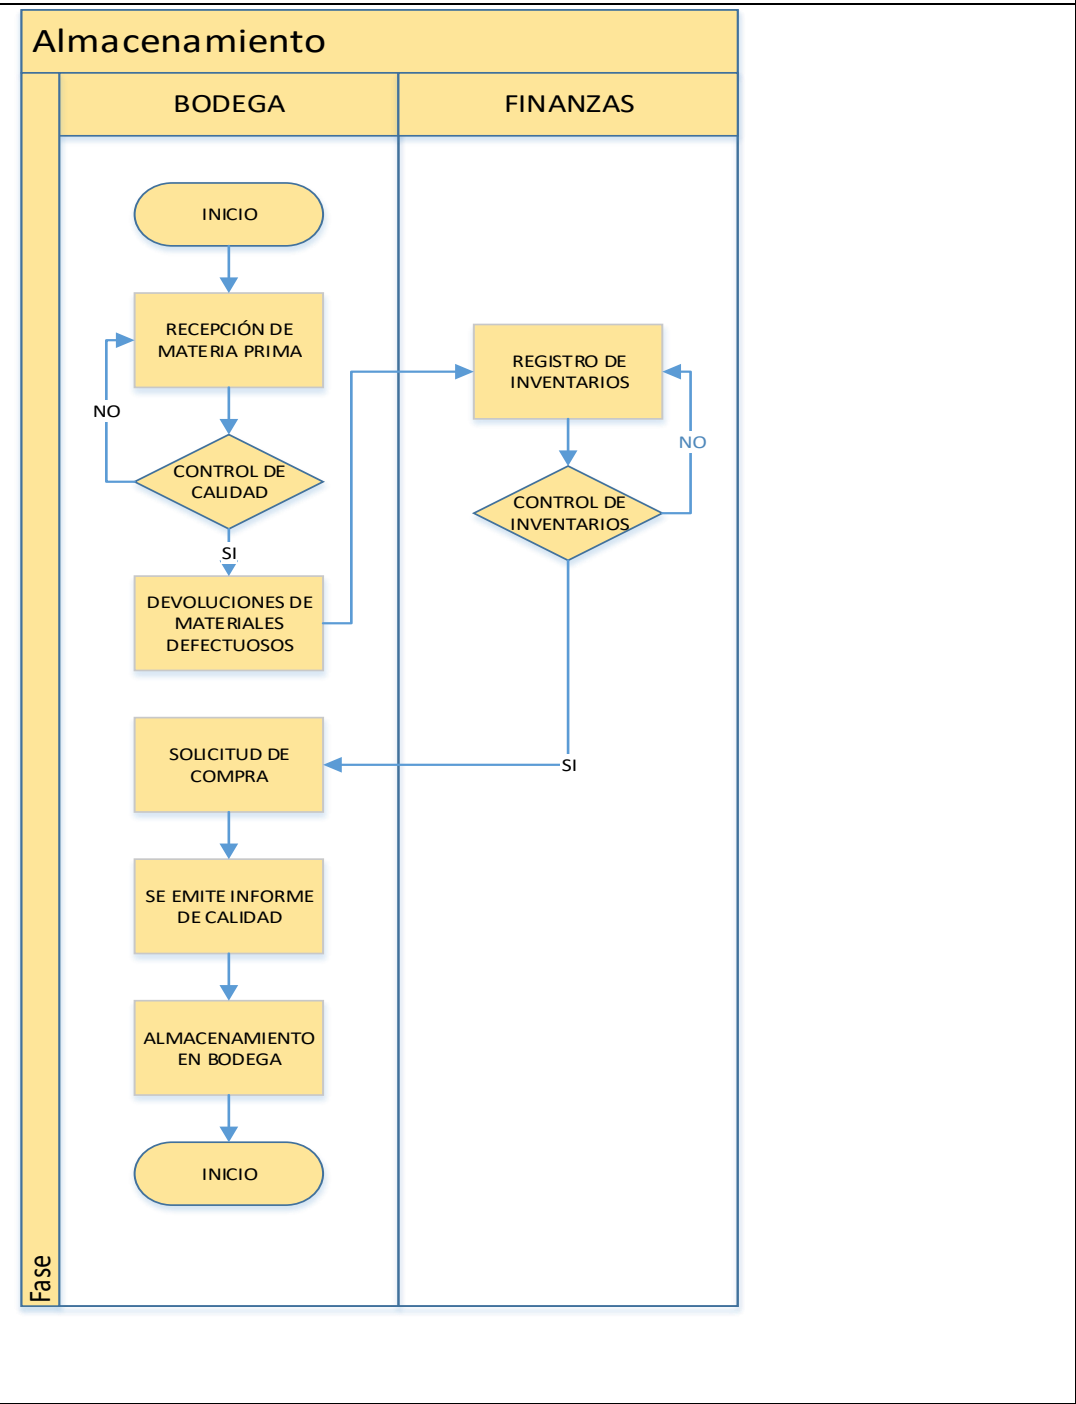 Almacenamiento
BODEGA
FINANZAS
INICIO
RECEPCIÓN DE
MATERIA PRIMA
NO
CONTROL DE
CALIDAD
SI
DEVOLUCIONES DE
MATERIALES
DEFECTUOSOS
REGISTRO DE
INVENTARIOS
NO
CONTROL DE
INVENTARIOS
SI
SOLICITUD DE
COMPRA
SE EMITE INFORME
DE CALIDAD
ALMACENAMIENTO
EN BODEGA
INICIO
Fase